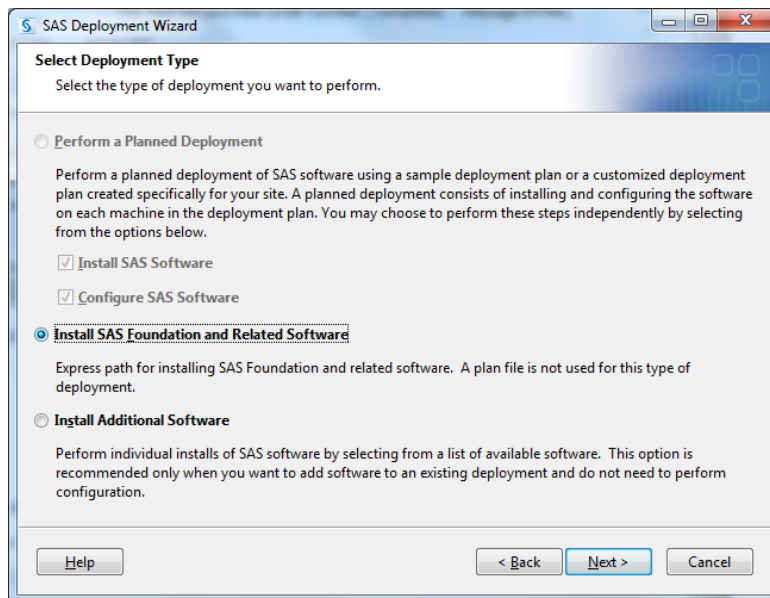 SAS Deployment Wizard
Select Deployment Type
Select the type of deployment you want to perform.
Perform a Planned Deployment
Perform a planned deployment of SAS software using a sample deployment plan or a customized deployment
plan created specifically for your site. A planned deployment consists of installing and configuring the software
on each machine in the deployment plan. You may choose to perform these steps independently by selecting
from the options below.
Install SAS Software
Configure SAS Software
Install SAS Foundation and Related Software
Express path for installing SAS Foundation and related software. A plan file is not used for this type of
deployment.
Install Additional Software
Perform individual installs of SAS software by selecting from a list of available software. This option is
recommended only when you want to add software to an existing deployment and do not need to perform
configuration.
Help
< Back
Next >
Cancel